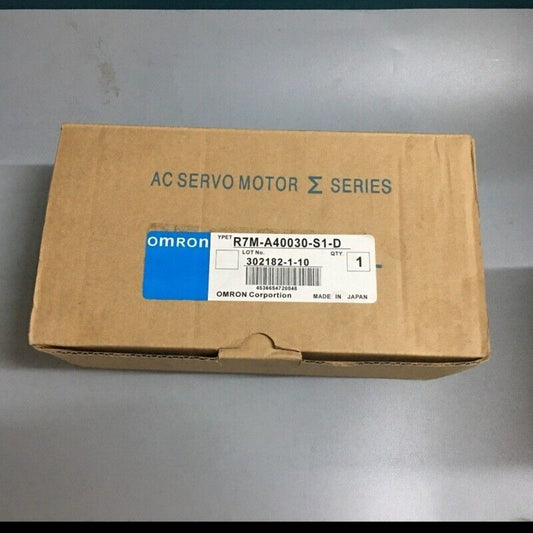 AC SERVO MOTOR Σ SERIES
OMRON
YPET R7M-A40030-S1-D
LOT No. QTY
302182-1-10 1
4536854720046
OMRON Corportion MADE IN JAPAN